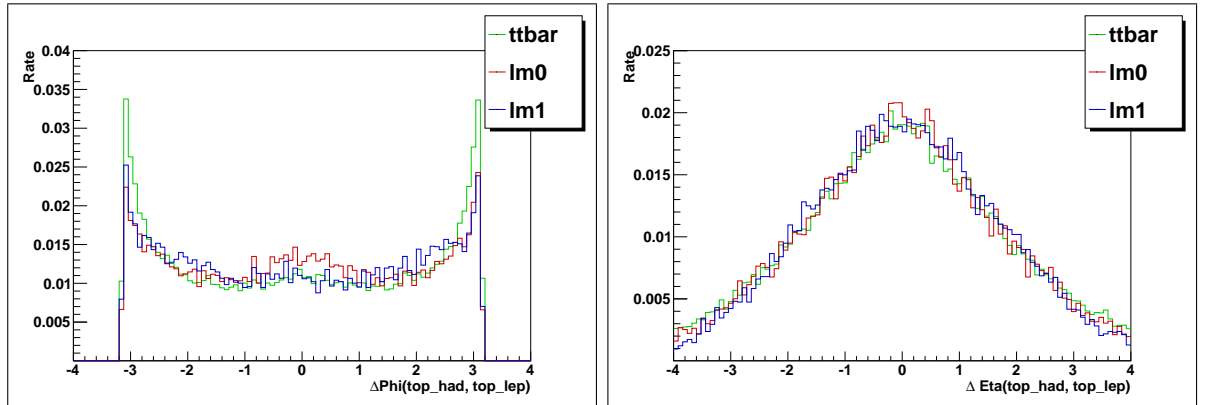 ttbar
lm0
lm1
Rate
0.04
0.035
0.03
0.025
0.02
0.015
0.01
0.005
-4 -3 -2 -1 0 1 2 3 4
ΔPhi(top_had, top_lep)
ttbar
lm0
lm1
Rate
0.025
0.02
0.015
0.01
0.005
-4 -3 -2 -1 0 1 2 3 4
Δ Eta(top_had, top_lep)